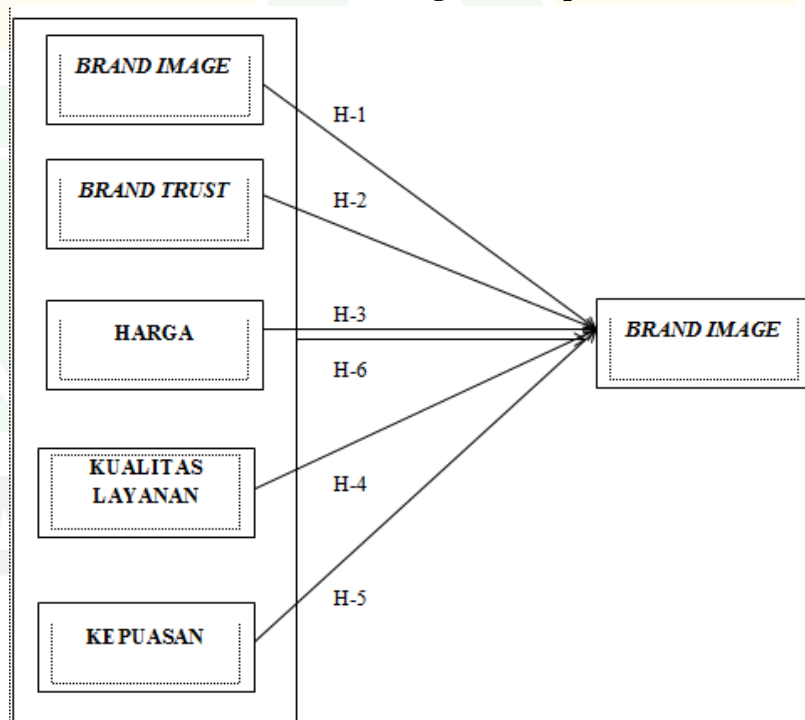 BRAND IMAGE
H-1
BRAND TRUST
H-2
HARGA
H-3
BRAND IMAGE
H-6
KUALITAS
LAYANAN
H-4
H-5
KEPUASAN